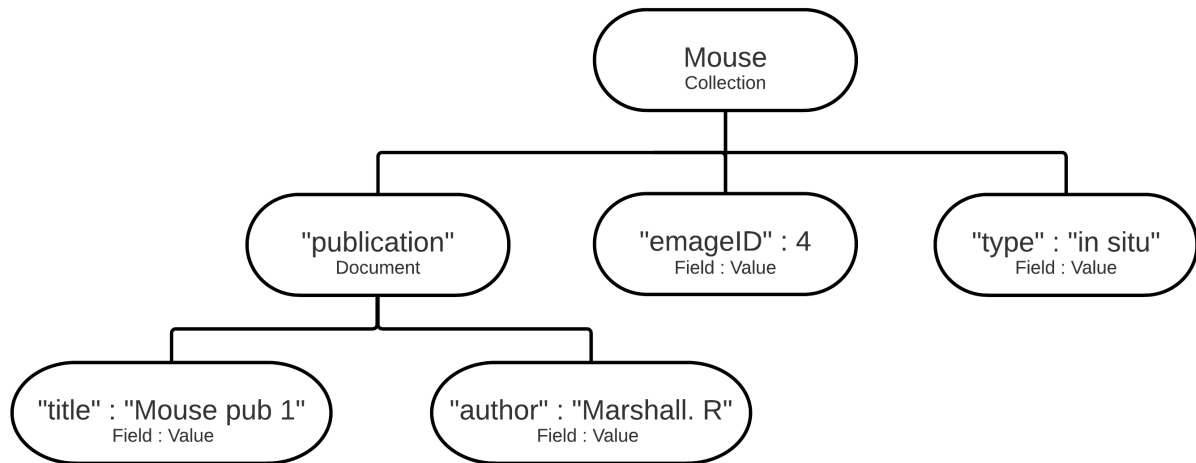 Mouse
Collection
"publication"
Document
"emageID" : 4
Field : Value
"type" : "in situ"
Field : Value
"title" : "Mouse pub 1"
Field : Value
"author" : "Marshall. R"
Field : Value